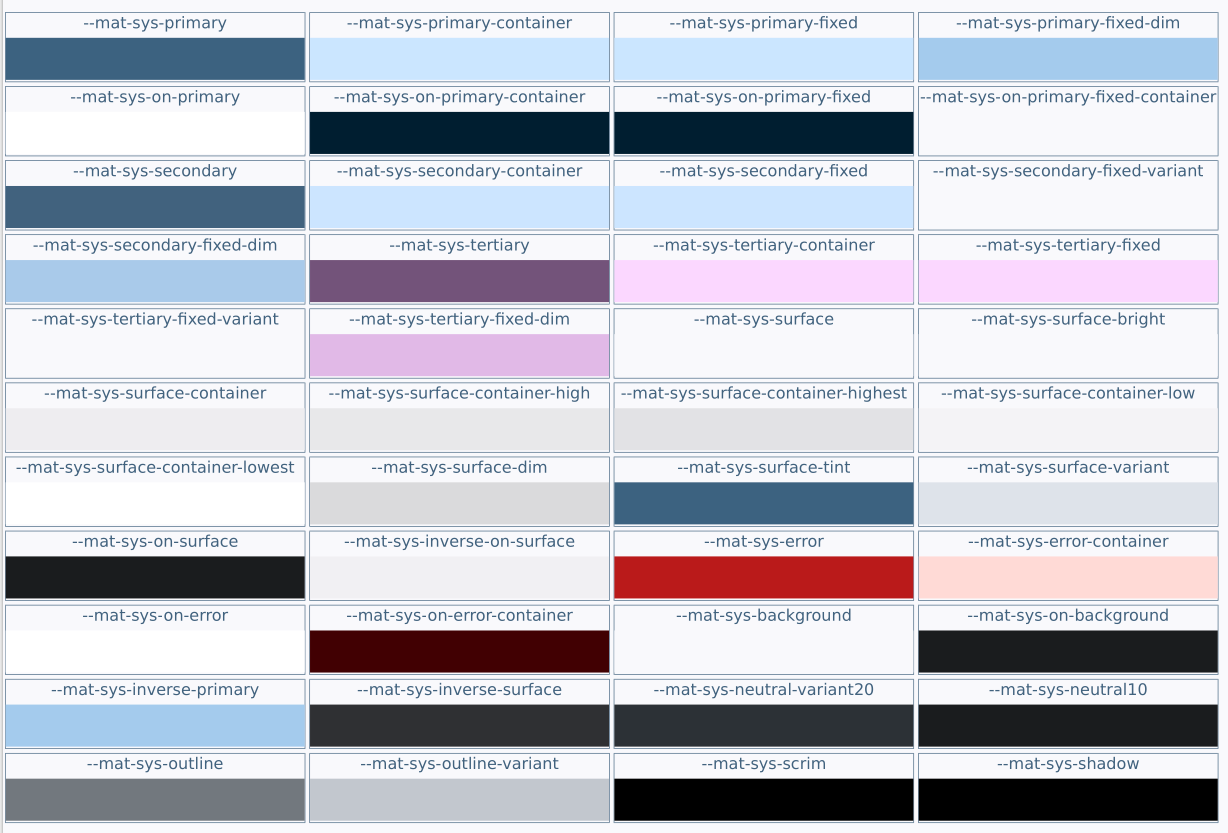 --mat-sys-primary
--mat-sys-primary-container
--mat-sys-primary-fixed
--mat-sys-primary-fixed-dim
--mat-sys-on-primary
--mat-sys-on-primary-container
--mat-sys-on-primary-fixed
--mat-sys-on-primary-fixed-container
--mat-sys-secondary
--mat-sys-secondary-container
--mat-sys-secondary-fixed
--mat-sys-secondary-fixed-variant
--mat-sys-secondary-fixed-dim
--mat-sys-tertiary
--mat-sys-tertiary-container
--mat-sys-tertiary-fixed
--mat-sys-tertiary-fixed-variant
--mat-sys-tertiary-fixed-dim
--mat-sys-surface
--mat-sys-surface-bright
--mat-sys-surface-container
--mat-sys-surface-container-high
--mat-sys-surface-container-highest
--mat-sys-surface-container-low
--mat-sys-surface-container-lowest
--mat-sys-surface-dim
--mat-sys-surface-tint
--mat-sys-surface-variant
--mat-sys-on-surface
--mat-sys-inverse-on-surface
--mat-sys-error
--mat-sys-error-container
--mat-sys-on-error
--mat-sys-on-error-container
--mat-sys-background
--mat-sys-on-background
--mat-sys-inverse-primary
--mat-sys-inverse-surface
--mat-sys-neutral-variant20
--mat-sys-neutral10
--mat-sys-outline
--mat-sys-outline-variant
--mat-sys-scrim
--mat-sys-shadow